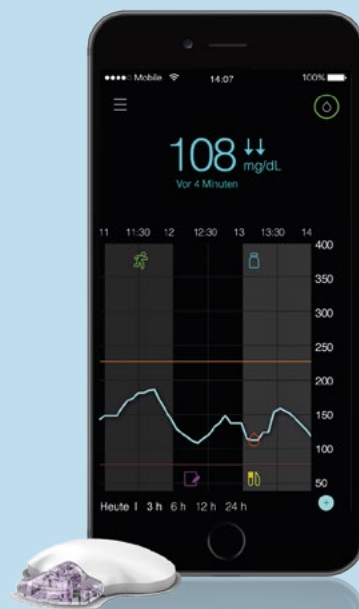 Mobile 14:07 100%
108 mg/dL
Vor 4 Minuten
11 11:30 12 12:30 13 13:30 14
400
350
300
250
200
150
100
50
Heute 3 h 6 h 12 h 24 h